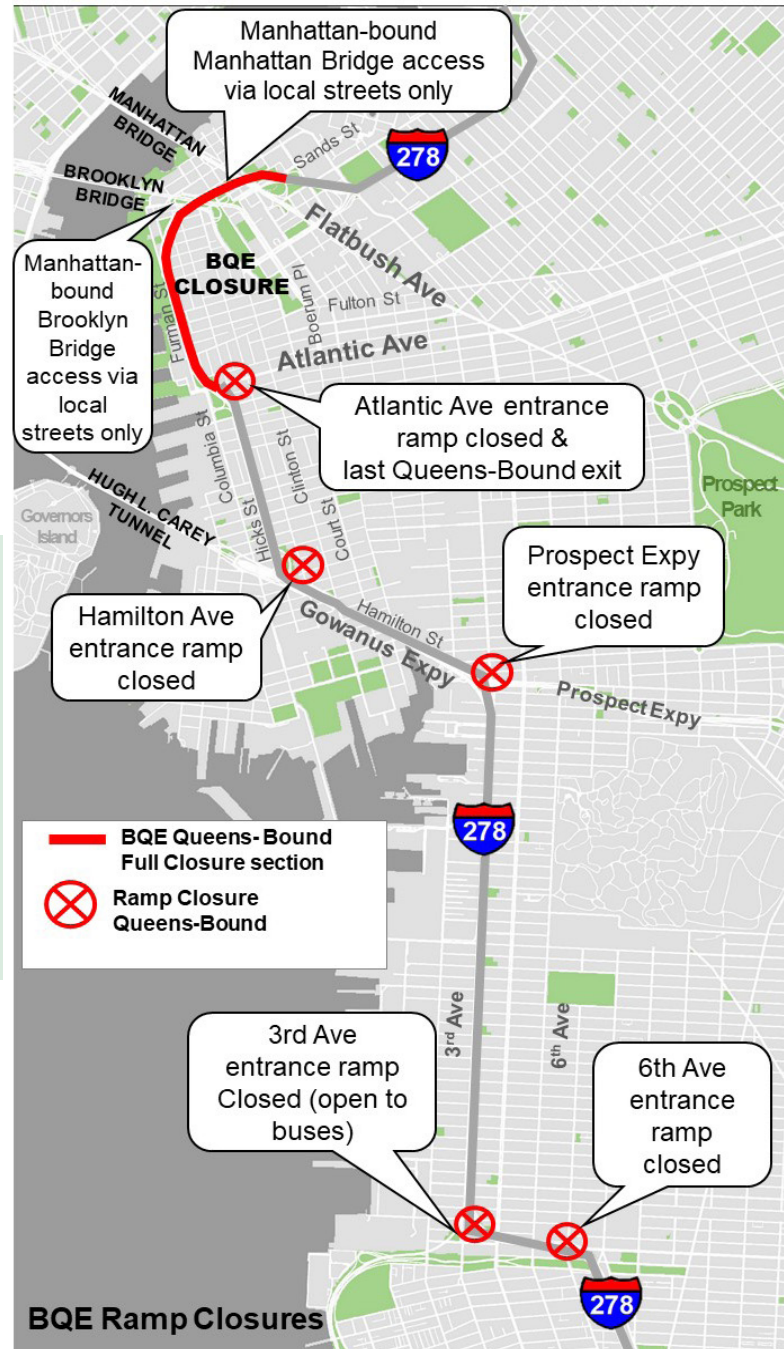 Manhattan-bound
Manhattan Bridge access
via local streets only
MANHATTAN
BRIDGE
Sands St
278
BROOKLYN
BRIDGE
Flatbush Ave
Manhattan-
bound
Brooklyn
Bridge
access via
local
streets only
BQE
CLOSURE
Boerum Pl
Fulton St
Furman St
Atlantic Ave
Atlantic Ave entrance
ramp closed &
last Queens-Bound exit
Columbia St
Clinton St
Hicks St
Court St
HUGH L. CAREY
TUNNEL
Governors
Island
Prospect
Park
Prospect Expy
entrance ramp
closed
Hamilton Ave
entrance ramp
closed
Hamilton St
Gowanus Expy
Prospect Expy
278
BQE Queens- Bound
Full Closure section
Ramp Closure
Queens-Bound
3rd Ave
6th Ave
3rd Ave
entrance ramp
Closed (open to
buses)
6th Ave
entrance
ramp
closed
278
BQE Ramp Closures